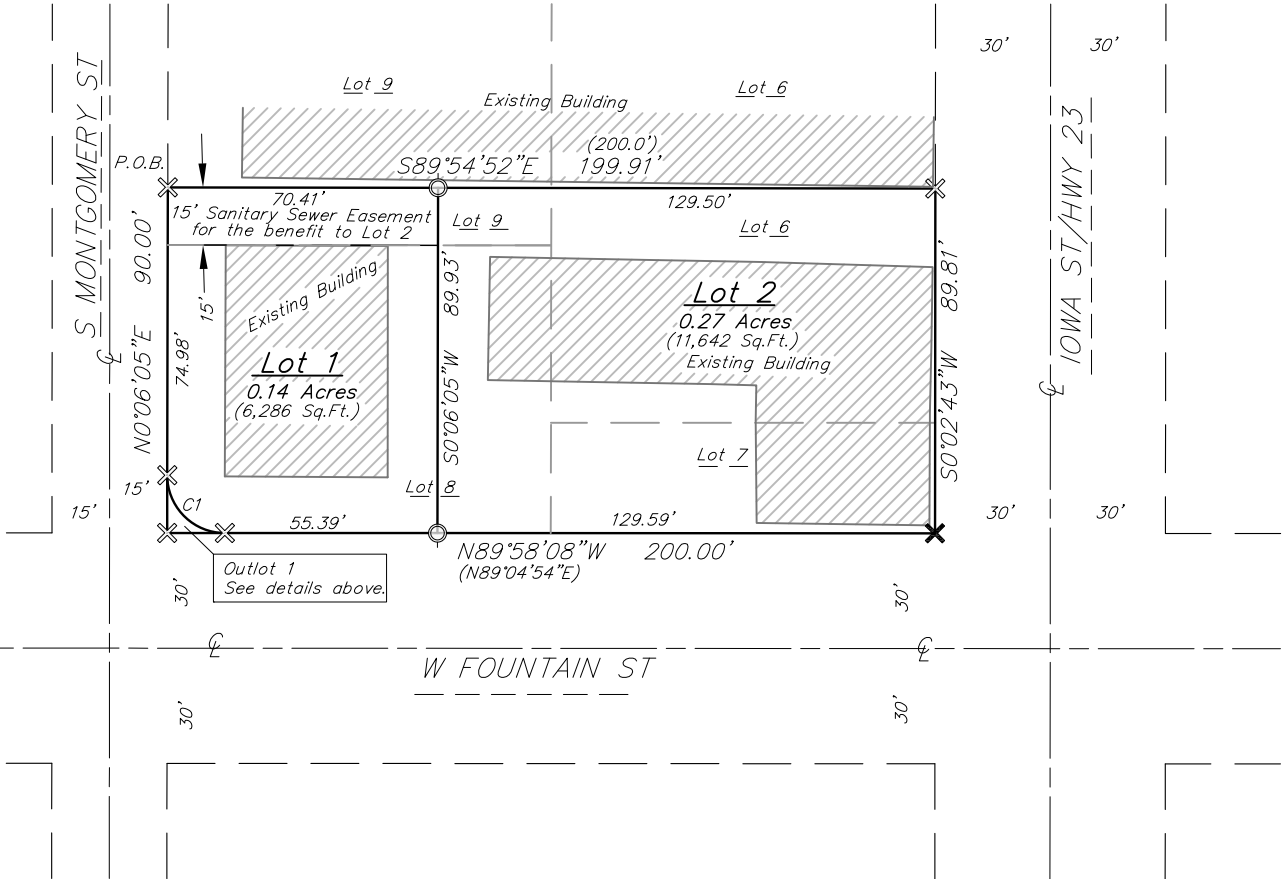 30’
30’
S MONTGOMERY ST
Lot 9
Existing Building
Lot 6
IOWA ST/HWY 23
(200.0’)
P.O.B.
S89°54’52”E 199.91’
70.41’
129.50’
15’ Sanitary Sewer Easement
for the benefit to Lot 2
Lot 9
Lot 6
90.00’
89.93’
89.81’
15’
Existing Building
Lot 2
0.27 Acres
(11,642 Sq.Ft.)
Existing Building
℄
N0°06’05”E
74.98’
Lot 1
0.14 Acres
(6,286 Sq.Ft.)
S0°06’05”W
S0°02’43”W
℄
Lot 7
15’
15’
C1
Lot 8
30’
30’
55.39’
129.59’
N89°58’08”W 200.00’
(N89°04’54”E)
Outlot 1
See details above.
30’
30’
℄
℄
W FOUNTAIN ST
30’
30’